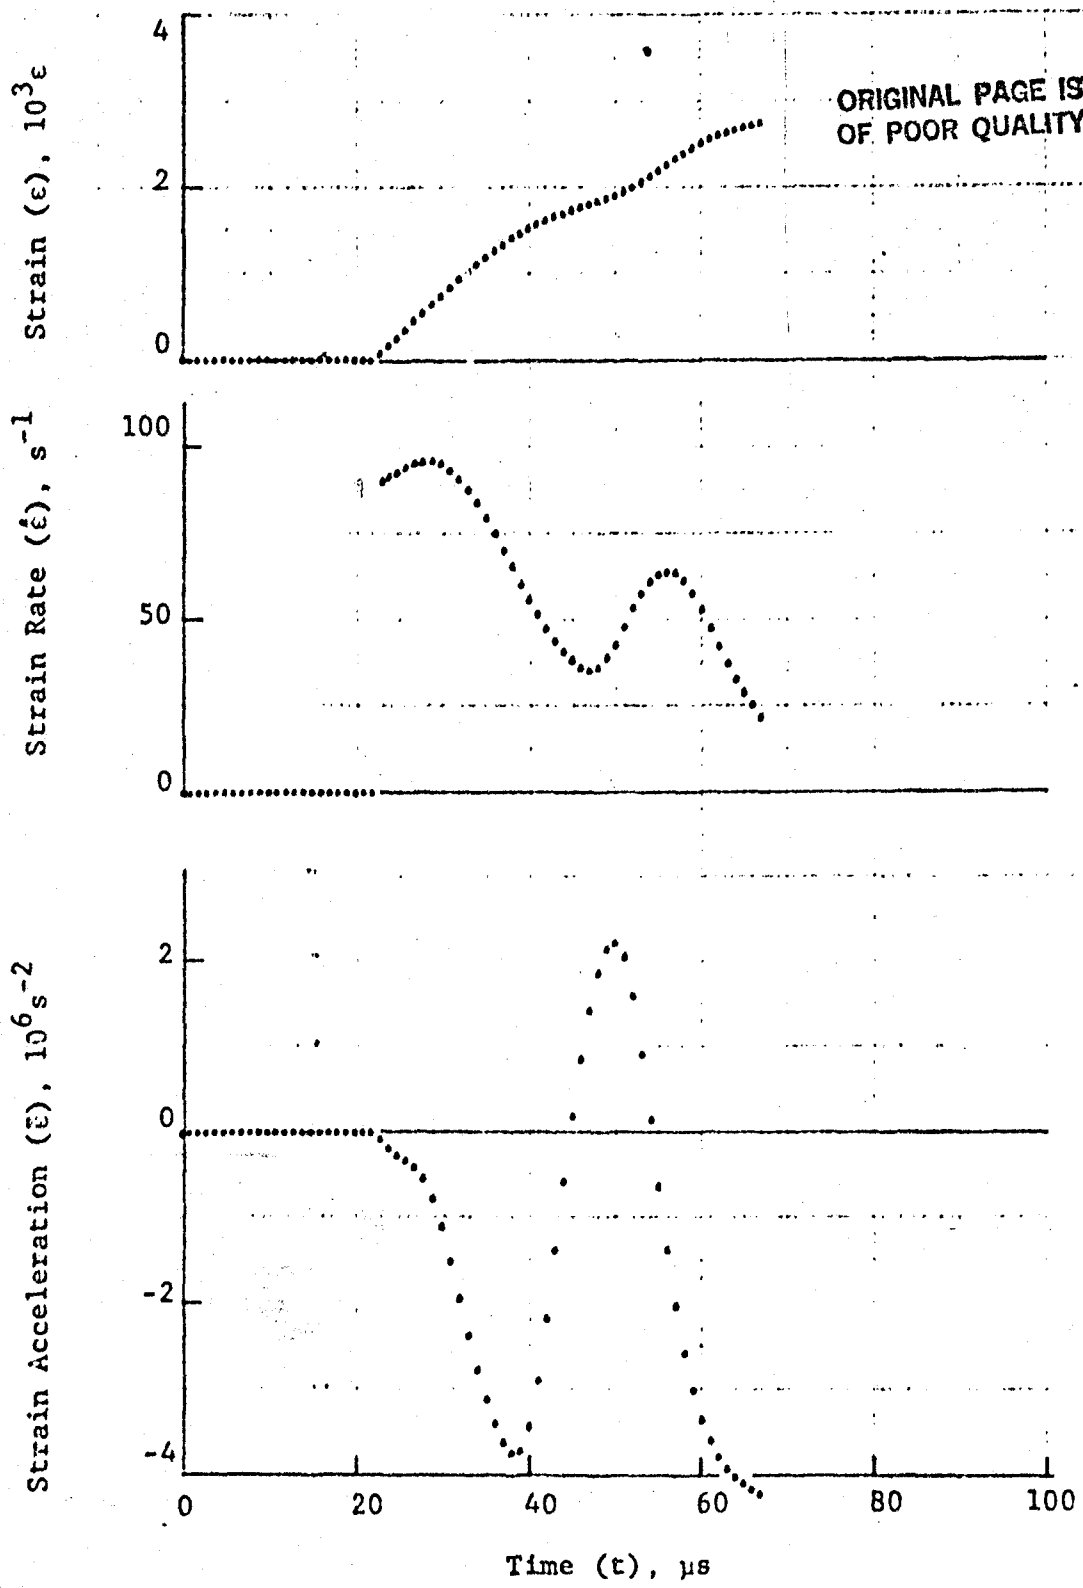 ORIGINAL PAGE IS
OF POOR QUALITY
Strain (ε), 10³ε
4
2
0
Strain Rate (ε̇), s⁻¹
100
50
0
Strain Acceleration (ε̈), 10⁶s⁻²
2
0
-2
-4
0 20 40 60 80 100
Time (t), μs